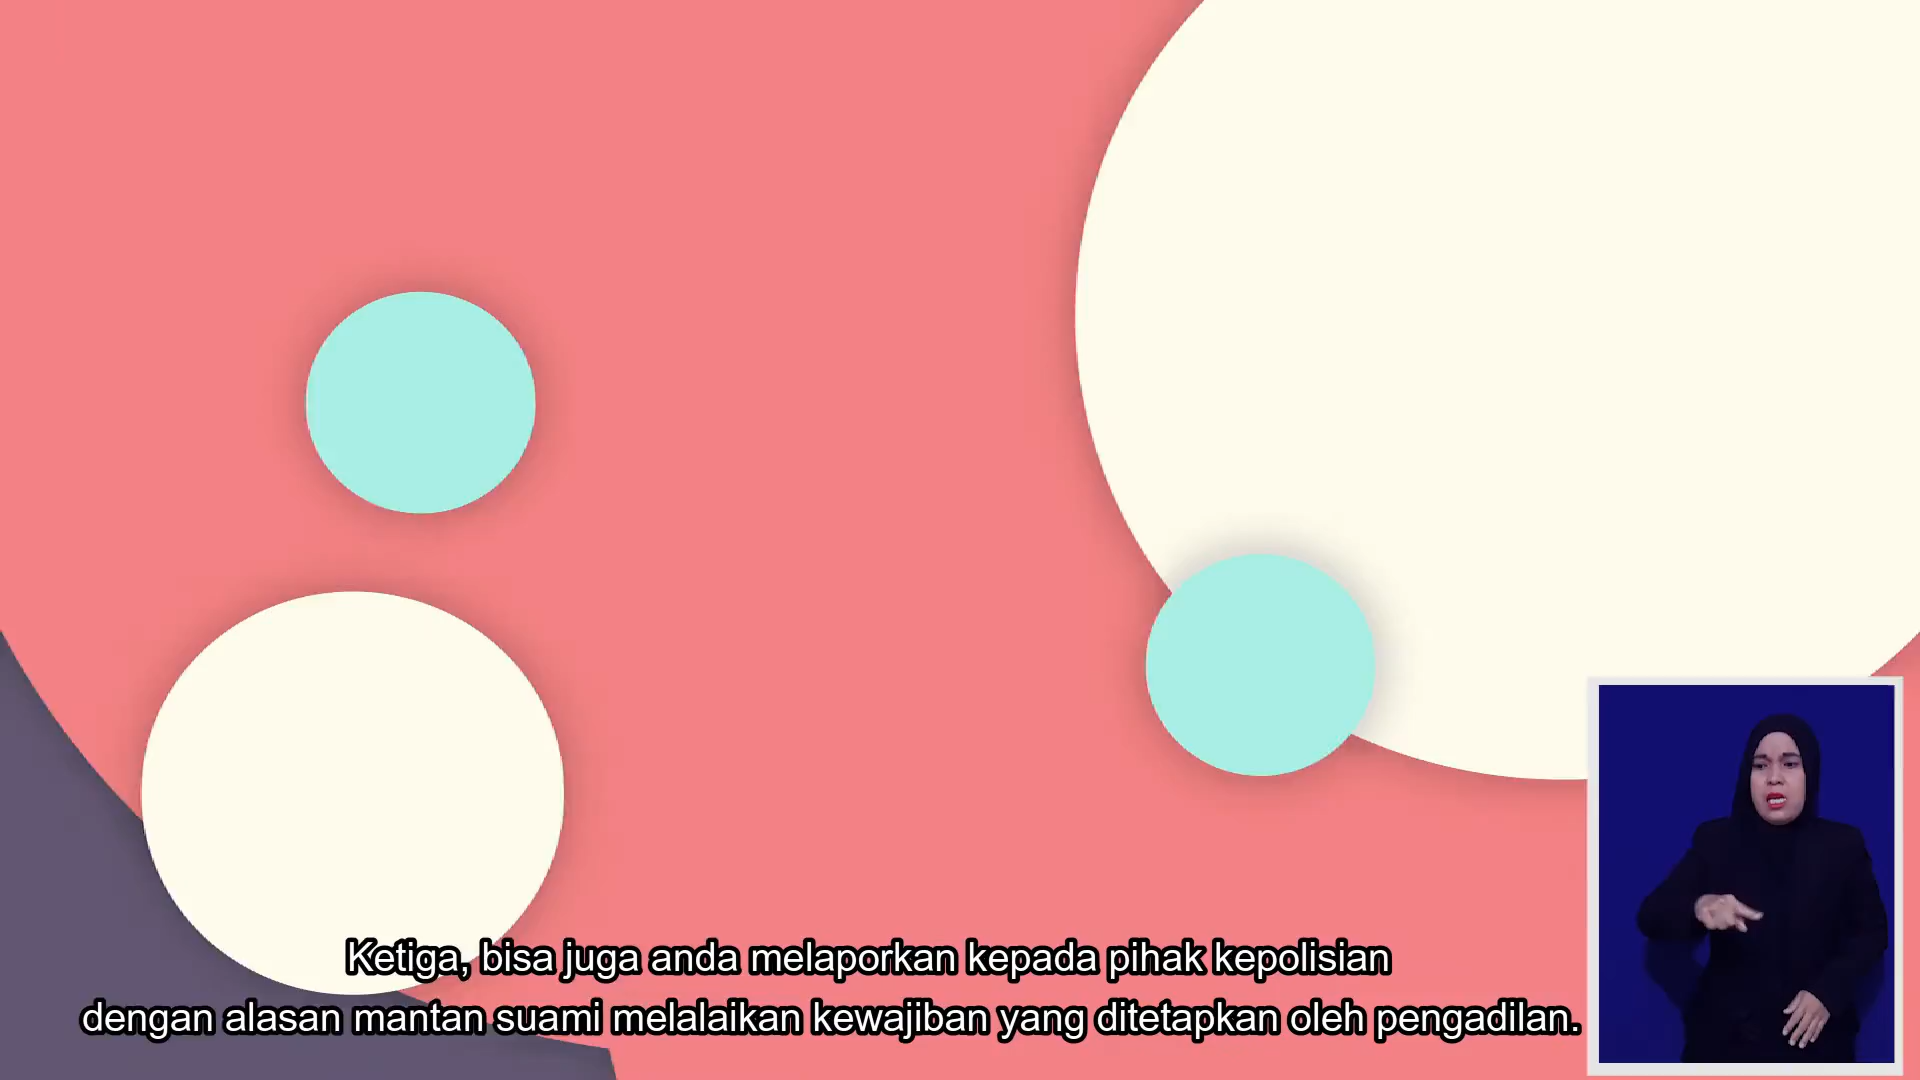 Ketiga, bisa juga anda melaporkan kepada pihak kepolisian
dengan alasan mantan suami melalaikan kewajiban yang ditetapkan oleh pengadilan.